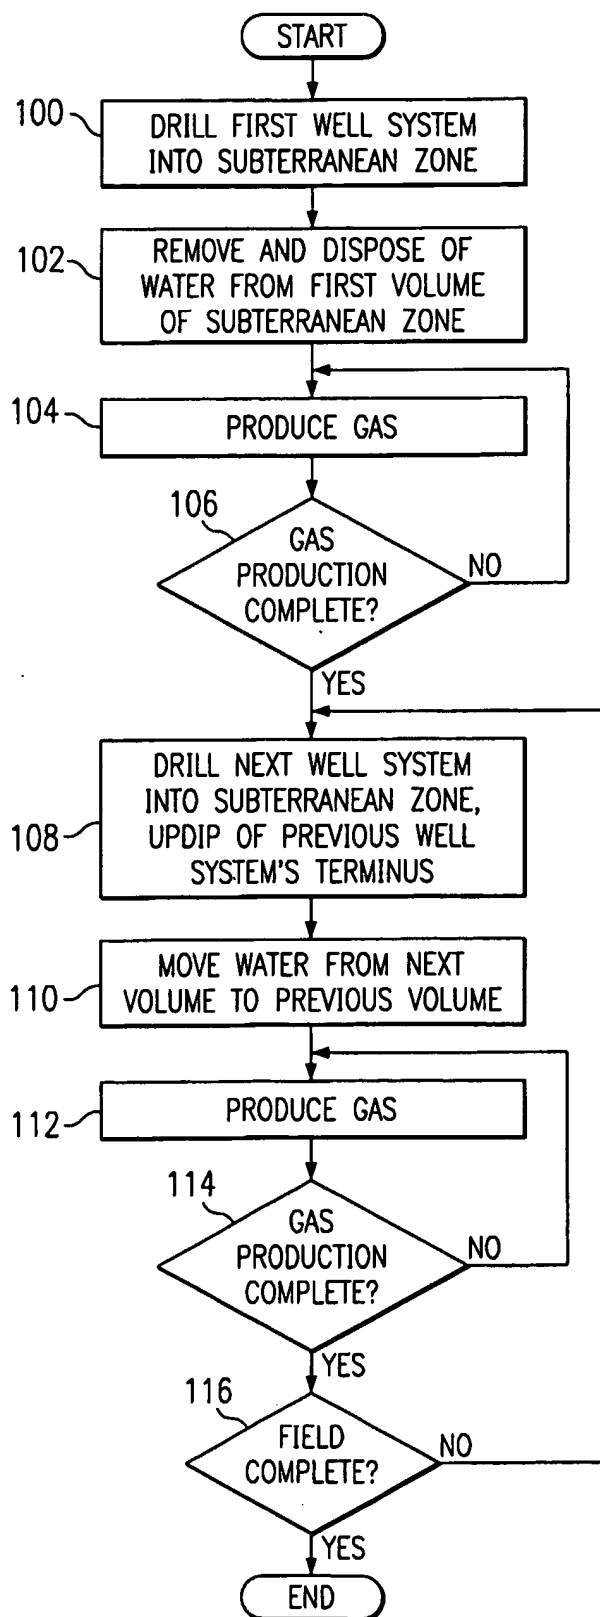 START
100
DRILL FIRST WELL SYSTEM
INTO SUBTERRANEAN ZONE
102
REMOVE AND DISPOSE OF
WATER FROM FIRST VOLUME
OF SUBTERRANEAN ZONE
104
PRODUCE GAS
106
GAS
PRODUCTION
COMPLETE?
NO
YES
108
DRILL NEXT WELL SYSTEM
INTO SUBTERRANEAN ZONE,
UPDIP OF PREVIOUS WELL
SYSTEM'S TERMINUS
110
MOVE WATER FROM NEXT
VOLUME TO PREVIOUS VOLUME
112
PRODUCE GAS
114
GAS
PRODUCTION
COMPLETE?
NO
YES
116
FIELD
COMPLETE?
NO
YES
END